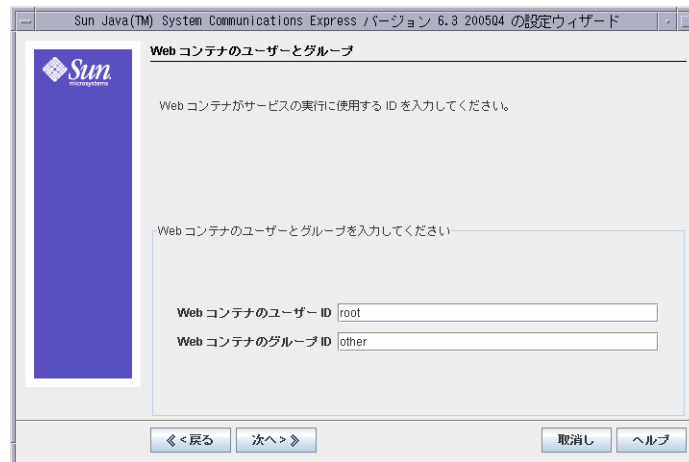 Sun Java(TM) System Communications Express バージョン 6.3 2005Q4 の設定ウィザード
Sun
microsystems
Web コンテナのユーザーとグループ
Web コンテナがサービスの実行に使用する ID を入力してください。
Web コンテナのユーザーとグループを入力してください
Web コンテナのユーザー ID root
Web コンテナのグループ ID other
< 戻る
次へ >
取消し
ヘルプ